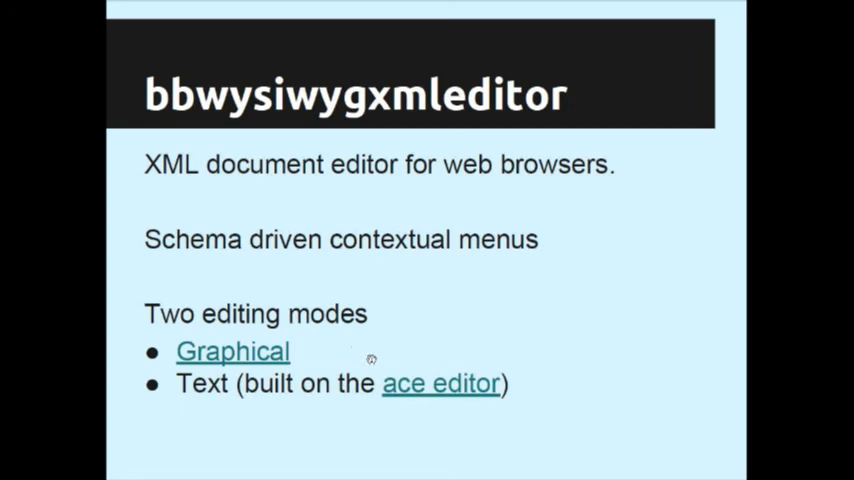 bbwysiwygxmleditor
XML document editor for web browsers.
Schema driven contextual menus
Two editing modes
● Graphical
● Text (built on the ace editor)